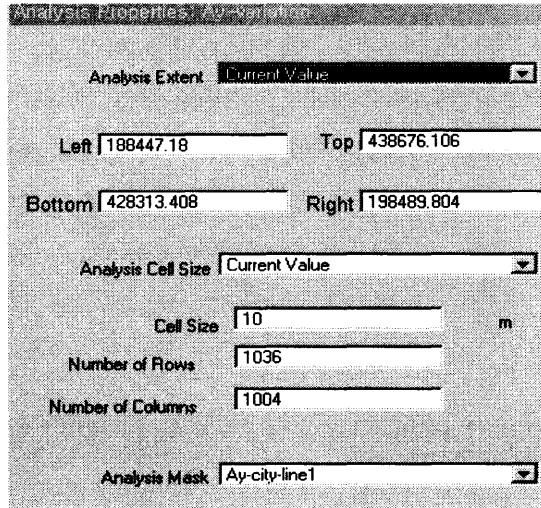 Analysis Properties: Ay-variation
Analysis Extent Current Value
Left 188447.18 Top 438676.106
Bottom 428313.408 Right 198489.804
Analysis Cell Size Current Value
Cell Size 10 m
Number of Rows 1036
Number of Columns 1004
Analysis Mask Ay-city-line1